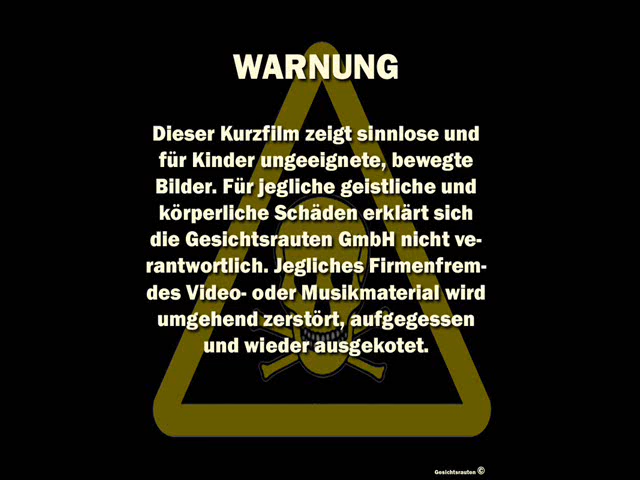 WARNUNG
Dieser Kurzfilm zeigt sinnlose und
für Kinder ungeeignete, bewegte
Bilder. Für jegliche geistliche und
körperliche Schäden erklärt sich
die Gesichtsrauten GmbH nicht ve-
rantwortlich. Jegliches Firmenfrem-
des Video- oder Musikmaterial wird
umgehend zerstört, aufgegessen
und wieder ausgekotet.
Gesichtsrauten ©